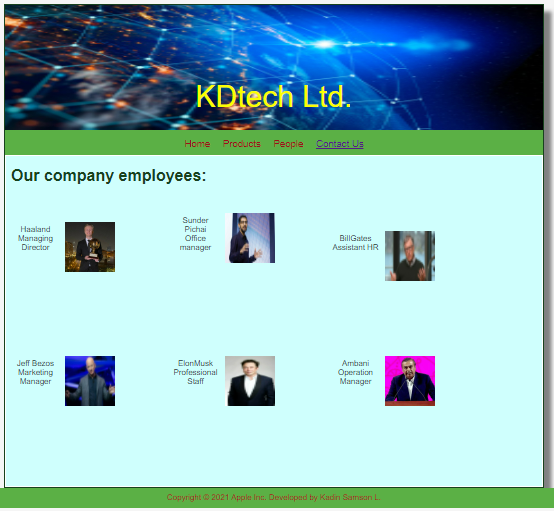 KDtech Ltd.
Home Products People Contact Us
Our company employees:
Haaland
Managing
Director
Sunder
Pichai
Office
manager
BillGates
Assistant HR
Jeff Bezos
Marketing
Manager
ElonMusk
Professional
Staff
Ambani
Operation
Manager
Copyright © 2021 Apple Inc. Developed by Kadin Samson L.